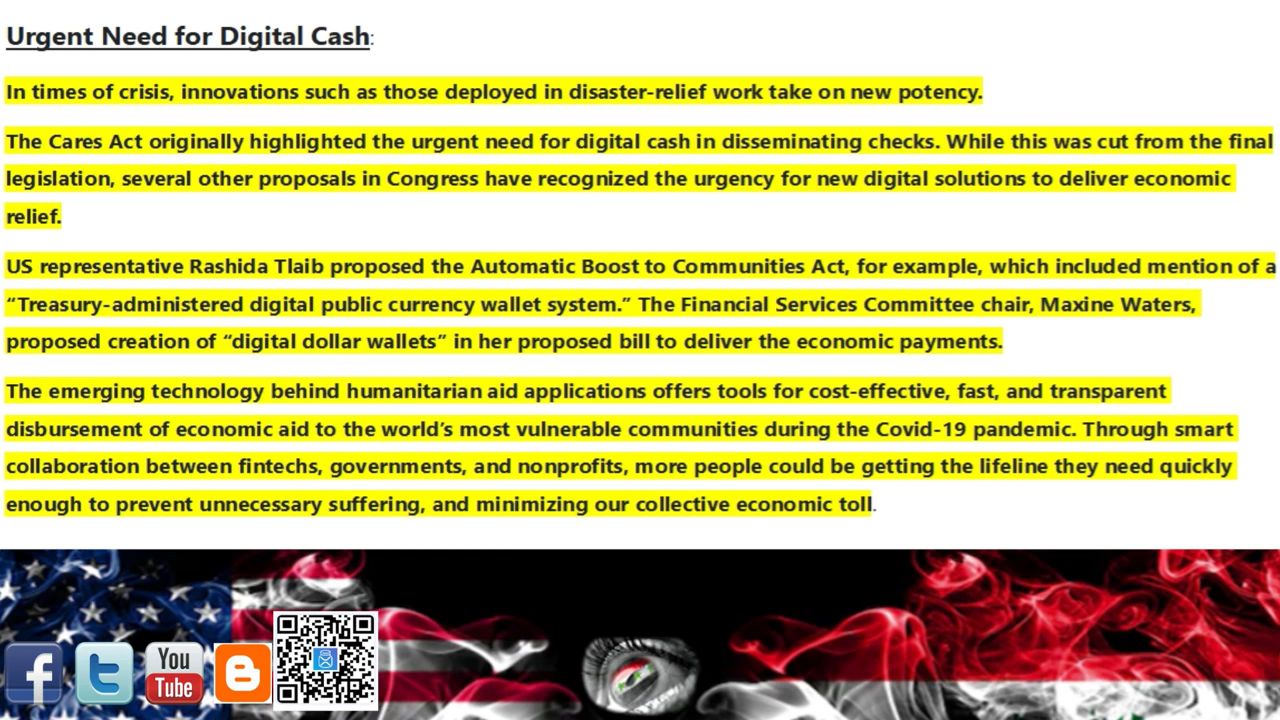 Urgent Need for Digital Cash:
In times of crisis, innovations such as those deployed in disaster-relief work take on new potency.
The Cares Act originally highlighted the urgent need for digital cash in disseminating checks. While this was cut from the final
legislation, several other proposals in Congress have recognized the urgency for new digital solutions to deliver economic
relief.
US representative Rashida Tlaib proposed the Automatic Boost to Communities Act, for example, which included mention of a
“Treasury-administered digital public currency wallet system.” The Financial Services Committee chair, Maxine Waters,
proposed creation of “digital dollar wallets” in her proposed bill to deliver the economic payments.
The emerging technology behind humanitarian aid applications offers tools for cost-effective, fast, and transparent
disbursement of economic aid to the world’s most vulnerable communities during the Covid-19 pandemic. Through smart
collaboration between fintechs, governments, and nonprofits, more people could be getting the lifeline they need quickly
enough to prevent unnecessary suffering, and minimizing our collective economic toll.
You
Tube